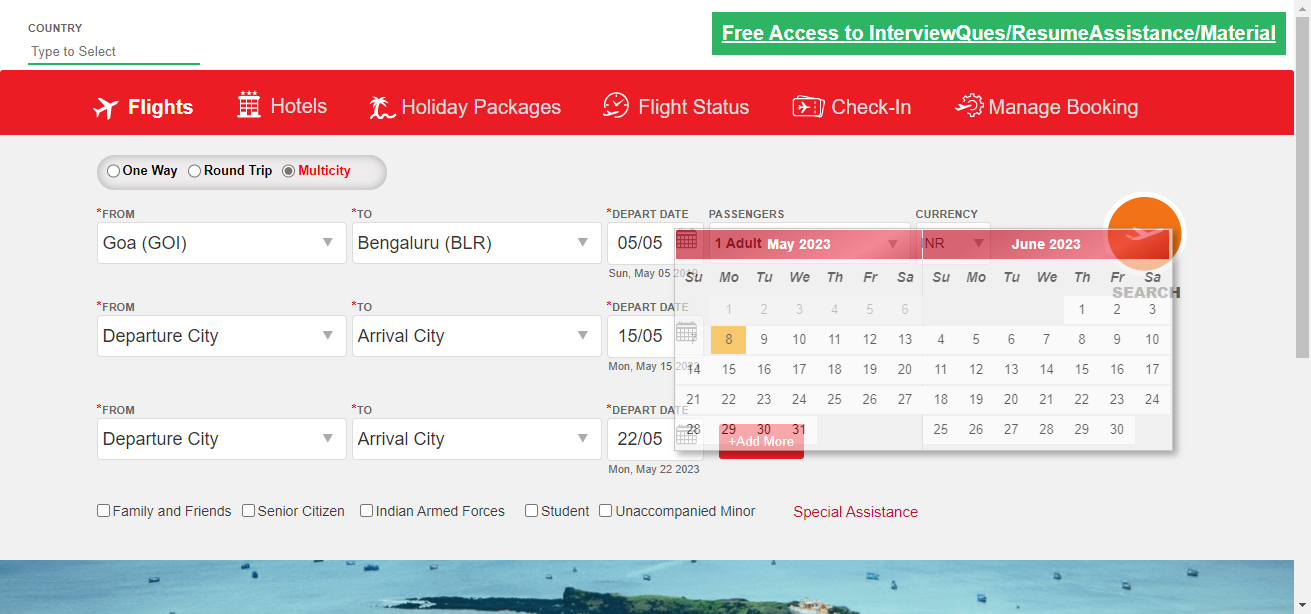 COUNTRY
Type to Select
Free Access to InterviewQues/ResumeAssistance/Material
Flights Hotels Holiday Packages Flight Status Check-In Manage Booking
One Way Round Trip Multicity
*FROM *TO *DEPART DATE PASSENGERS CURRENCY
Goa (GOI) Bengaluru (BLR) 05/05 1 Adult INR
Sun, May 05 2019
SEARCH
May 2023 June 2023
Su Mo Tu We Th Fr Sa Su Mo Tu We Th Fr Sa
1 2 3 4 5 6 1 2 3
7 8 9 10 11 12 13 4 5 6 7 8 9 10
14 15 16 17 18 19 20 11 12 13 14 15 16 17
21 22 23 24 25 26 27 18 19 20 21 22 23 24
28 29 30 31 25 26 27 28 29 30
*FROM *TO *DEPART DATE
Departure City Arrival City 15/05
Mon, May 15 2023
*FROM *TO *DEPART DATE
Departure City Arrival City 22/05 +Add More
Mon, May 22 2023
Family and Friends Senior Citizen Indian Armed Forces Student Unaccompanied Minor Special Assistance